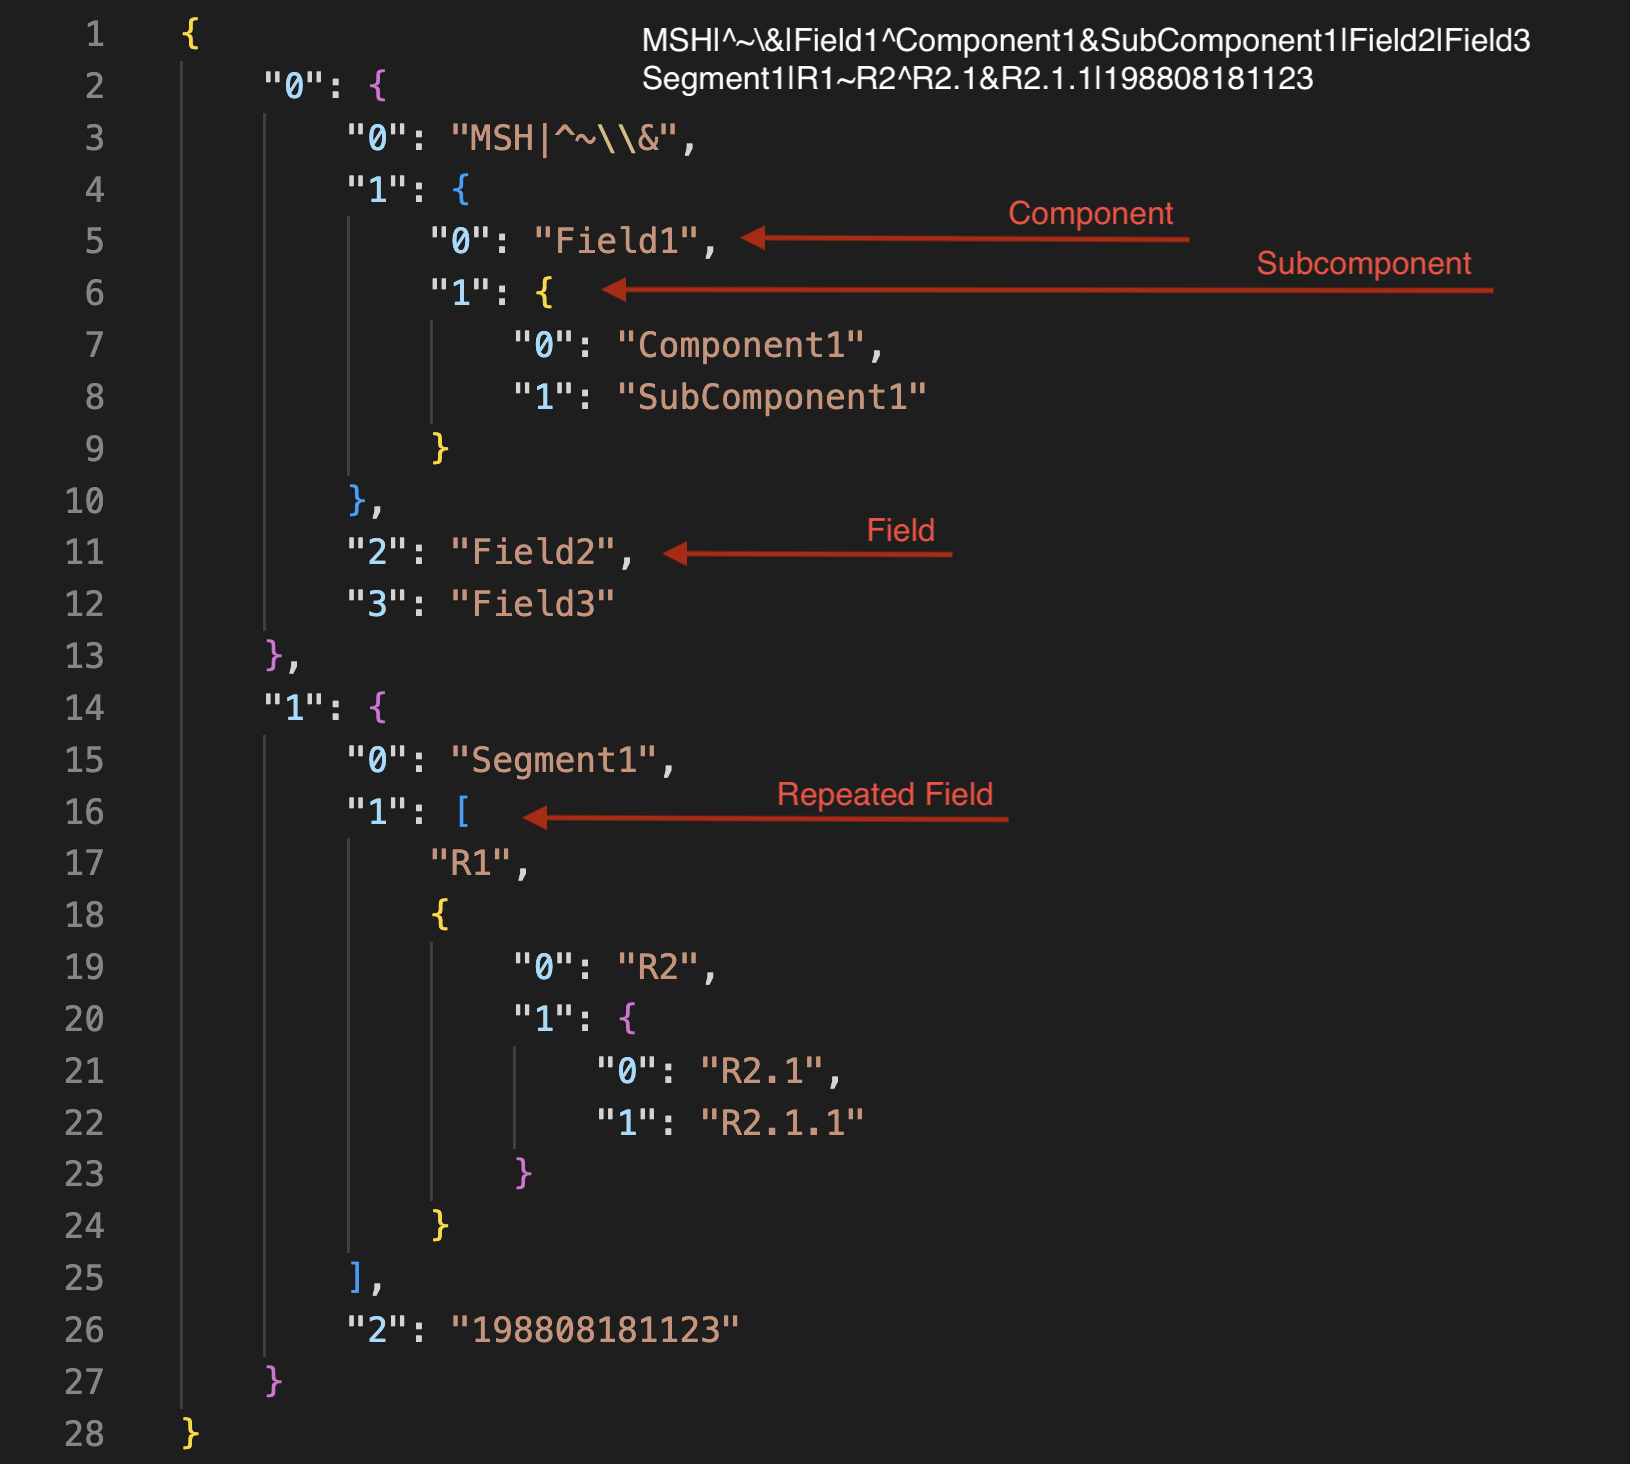 MSH|^~\&|Field1^Component1&SubComponent1|Field2|Field3
Segment1|R1~R2^R2.1&R2.1.1|198808181123
1 {
2 "0": {
3 "0": "MSH|^~\\&",
4 "1": {
Component
5 "0": "Field1",
Subcomponent
6 "1": {
7 "0": "Component1",
8 "1": "SubComponent1"
9 }
10 },
Field
11 "2": "Field2",
12 "3": "Field3"
13 },
14 "1": {
15 "0": "Segment1",
Repeated Field
16 "1": [
17 "R1",
18 {
19 "0": "R2",
20 "1": {
21 "0": "R2.1",
22 "1": "R2.1.1"
23 }
24 }
25 ],
26 "2": "198808181123"
27 }
28 }